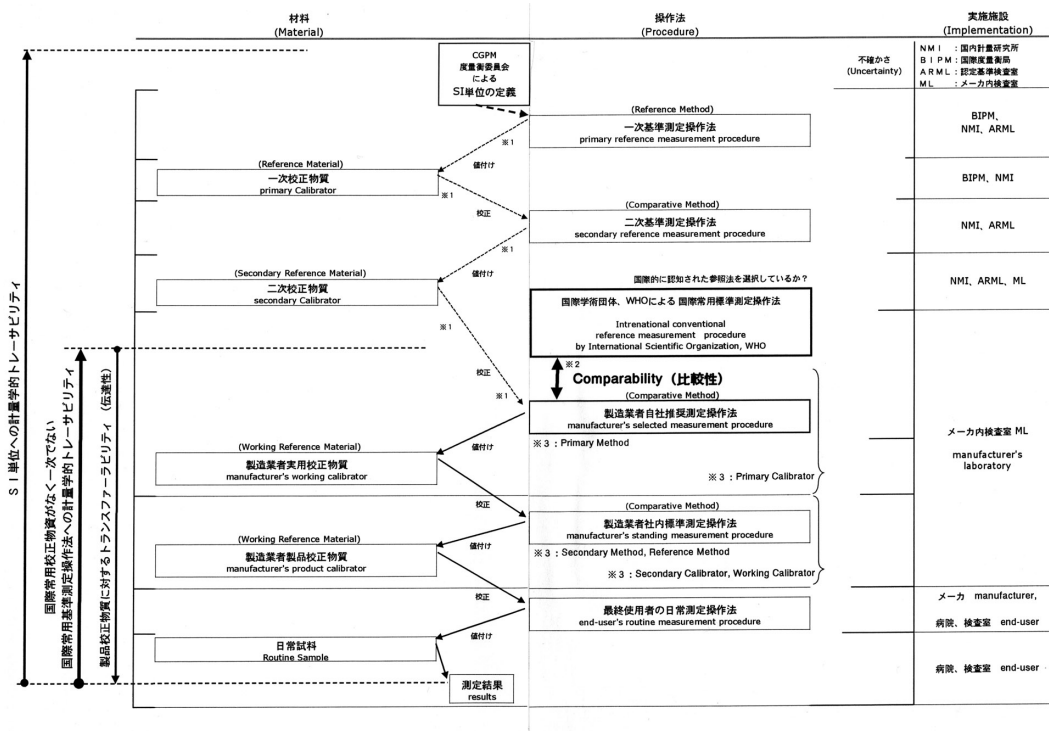 材料
(Material)
操作法
(Procedure)
実施施設
(Implementation)
CGPM
度量衡委員会
による
SI単位の定義
不確かさ
(Uncertainty)
NMI ：国内計量研究所
BIPM：国際度量衡局
ARML：認定基準検査室
ML ：メーカ内検査室
(Reference Method)
一次基準測定操作法
primary reference measurement procedure
BIPM、
NMI、ARML
※1
値付け
(Reference Material)
一次校正物質
primary Calibrator
BIPM、NMI
※1
校正
(Comparative Method)
二次基準測定操作法
secondary reference measurement procedure
NMI、ARML
※1
値付け
(Secondary Reference Material)
二次校正物質
secondary Calibrator
国際的に認知された参照法を選択しているか？
NMI、ARML、ML
国際学術団体、WHOによる 国際常用標準測定操作法
Intrenational conventional
reference measurement procedure
by International Scientific Organization, WHO
※1
※2
校正
Comparability（比較性）
※1
(Comparative Method)
製造業者自社推奨測定操作法
manufacturer's selected measurement procedure
メーカ内検査室 ML
manufacturer's
laboratory
値付け
※3：Primary Method
(Working Reference Material)
製造業者実用校正物質
manufacturer's working calibrator
※3：Primary Calibrator
校正
(Comparative Method)
製造業者社内標準測定操作法
manufacturer's standing measurement procedure
値付け
(Working Reference Material)
製造業者製品校正物質
manufacturer's product calibrator
※3：Secondary Method, Reference Method
※3：Secondary Calibrator, Working Calibrator
校正
最終使用者の日常測定操作法
end-user's routine measurement procedure
メーカ manufacturer,
病院、検査室 end-user
値付け
日常試料
Routine Sample
測定結果
results
病院、検査室 end-user
SI単位への計量学的トレーサビリティ
国際常用校正物資がなく一次でない
国際常用基準測定操作法への計量学的トレーサビリティ
製品校正物質に対するトランスファーラビリティ（伝達性）